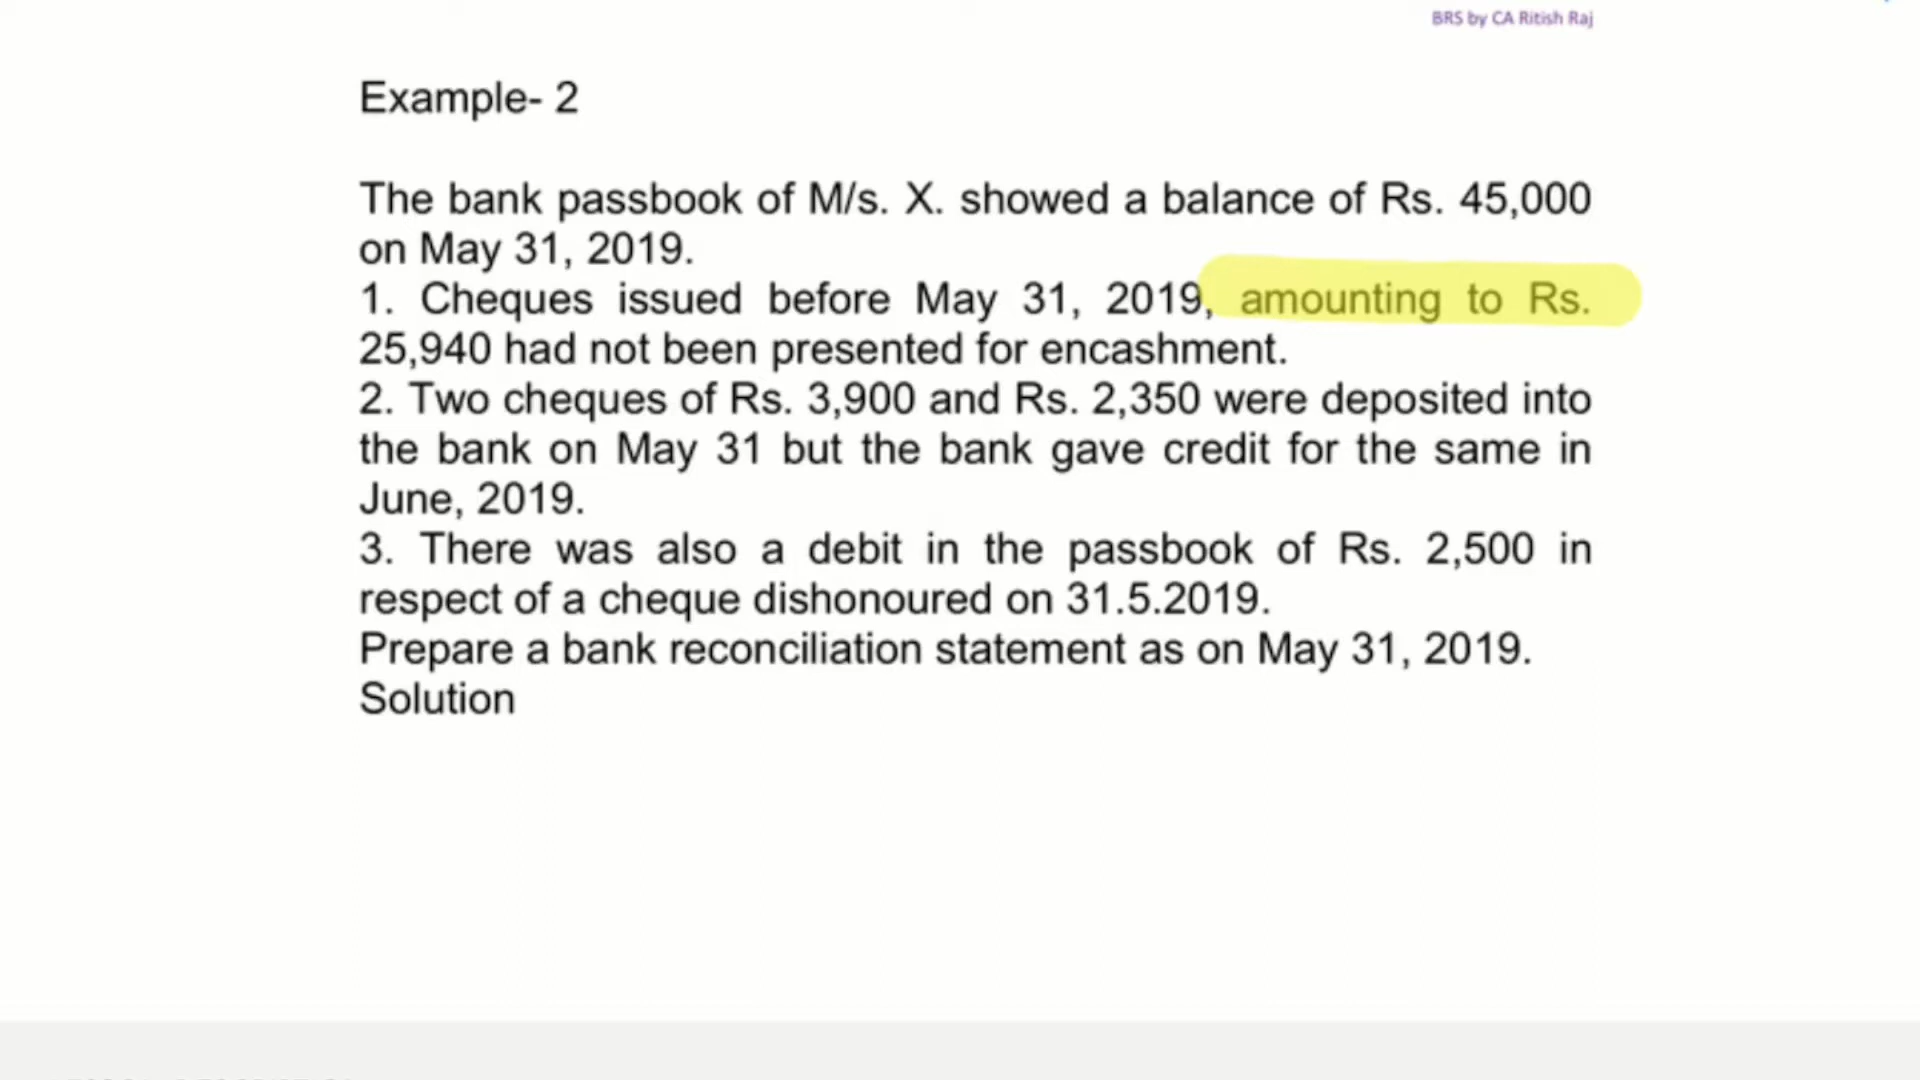 BRS by CA Ritish Raj
Example- 2
The bank passbook of M/s. X. showed a balance of Rs. 45,000
on May 31, 2019.
1. Cheques issued before May 31, 2019, amounting to Rs.
25,940 had not been presented for encashment.
2. Two cheques of Rs. 3,900 and Rs. 2,350 were deposited into
the bank on May 31 but the bank gave credit for the same in
June, 2019.
3. There was also a debit in the passbook of Rs. 2,500 in
respect of a cheque dishonoured on 31.5.2019.
Prepare a bank reconciliation statement as on May 31, 2019.
Solution